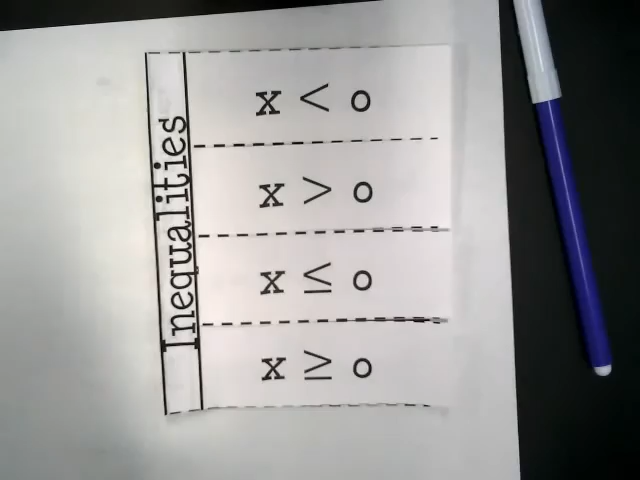 Inequalities
x < o
x > o
x ≤ o
x ≥ o